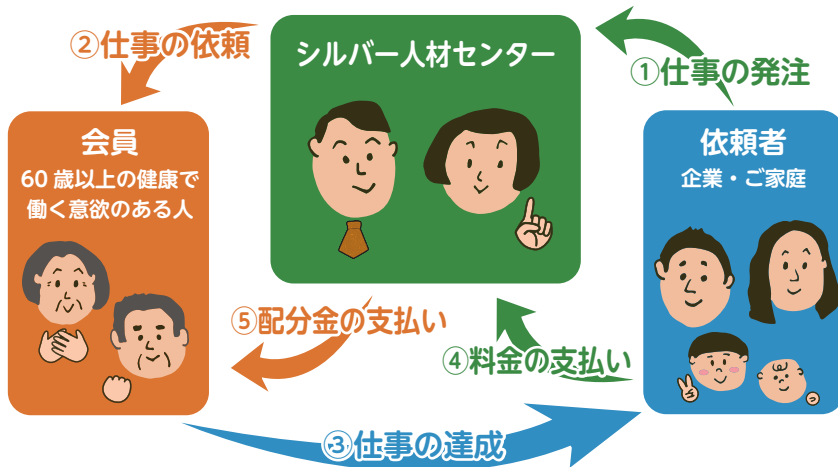 シルバー人材センター
①仕事の発注
②仕事の依頼
会員
60歳以上の健康で
働く意欲のある人
依頼者
企業・ご家庭
⑤配分金の支払い
④料金の支払い
③仕事の達成